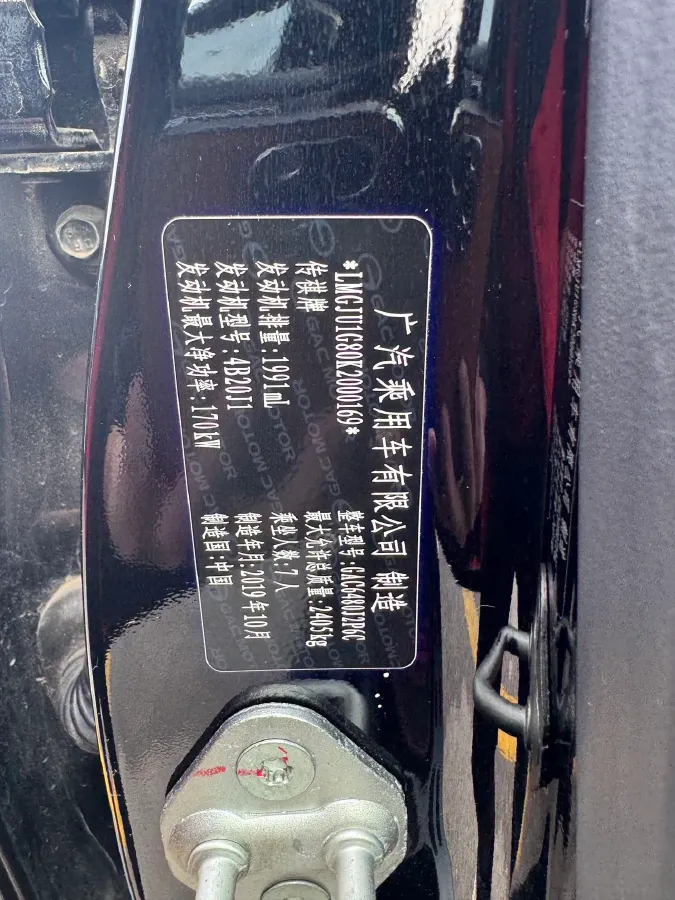 广汽乘用车有限公司 制造
*LMGJU1G80K2000169* 整车型号:GAC6480J2P6C
传祺牌 最大允许总质量:2405kg
发动机排量:1991mL 乘坐人数:7人
发动机型号:4B20J1 制造年月:2019年10月
发动机最大净功率:170kW 制造国:中国
GAC MOTOR